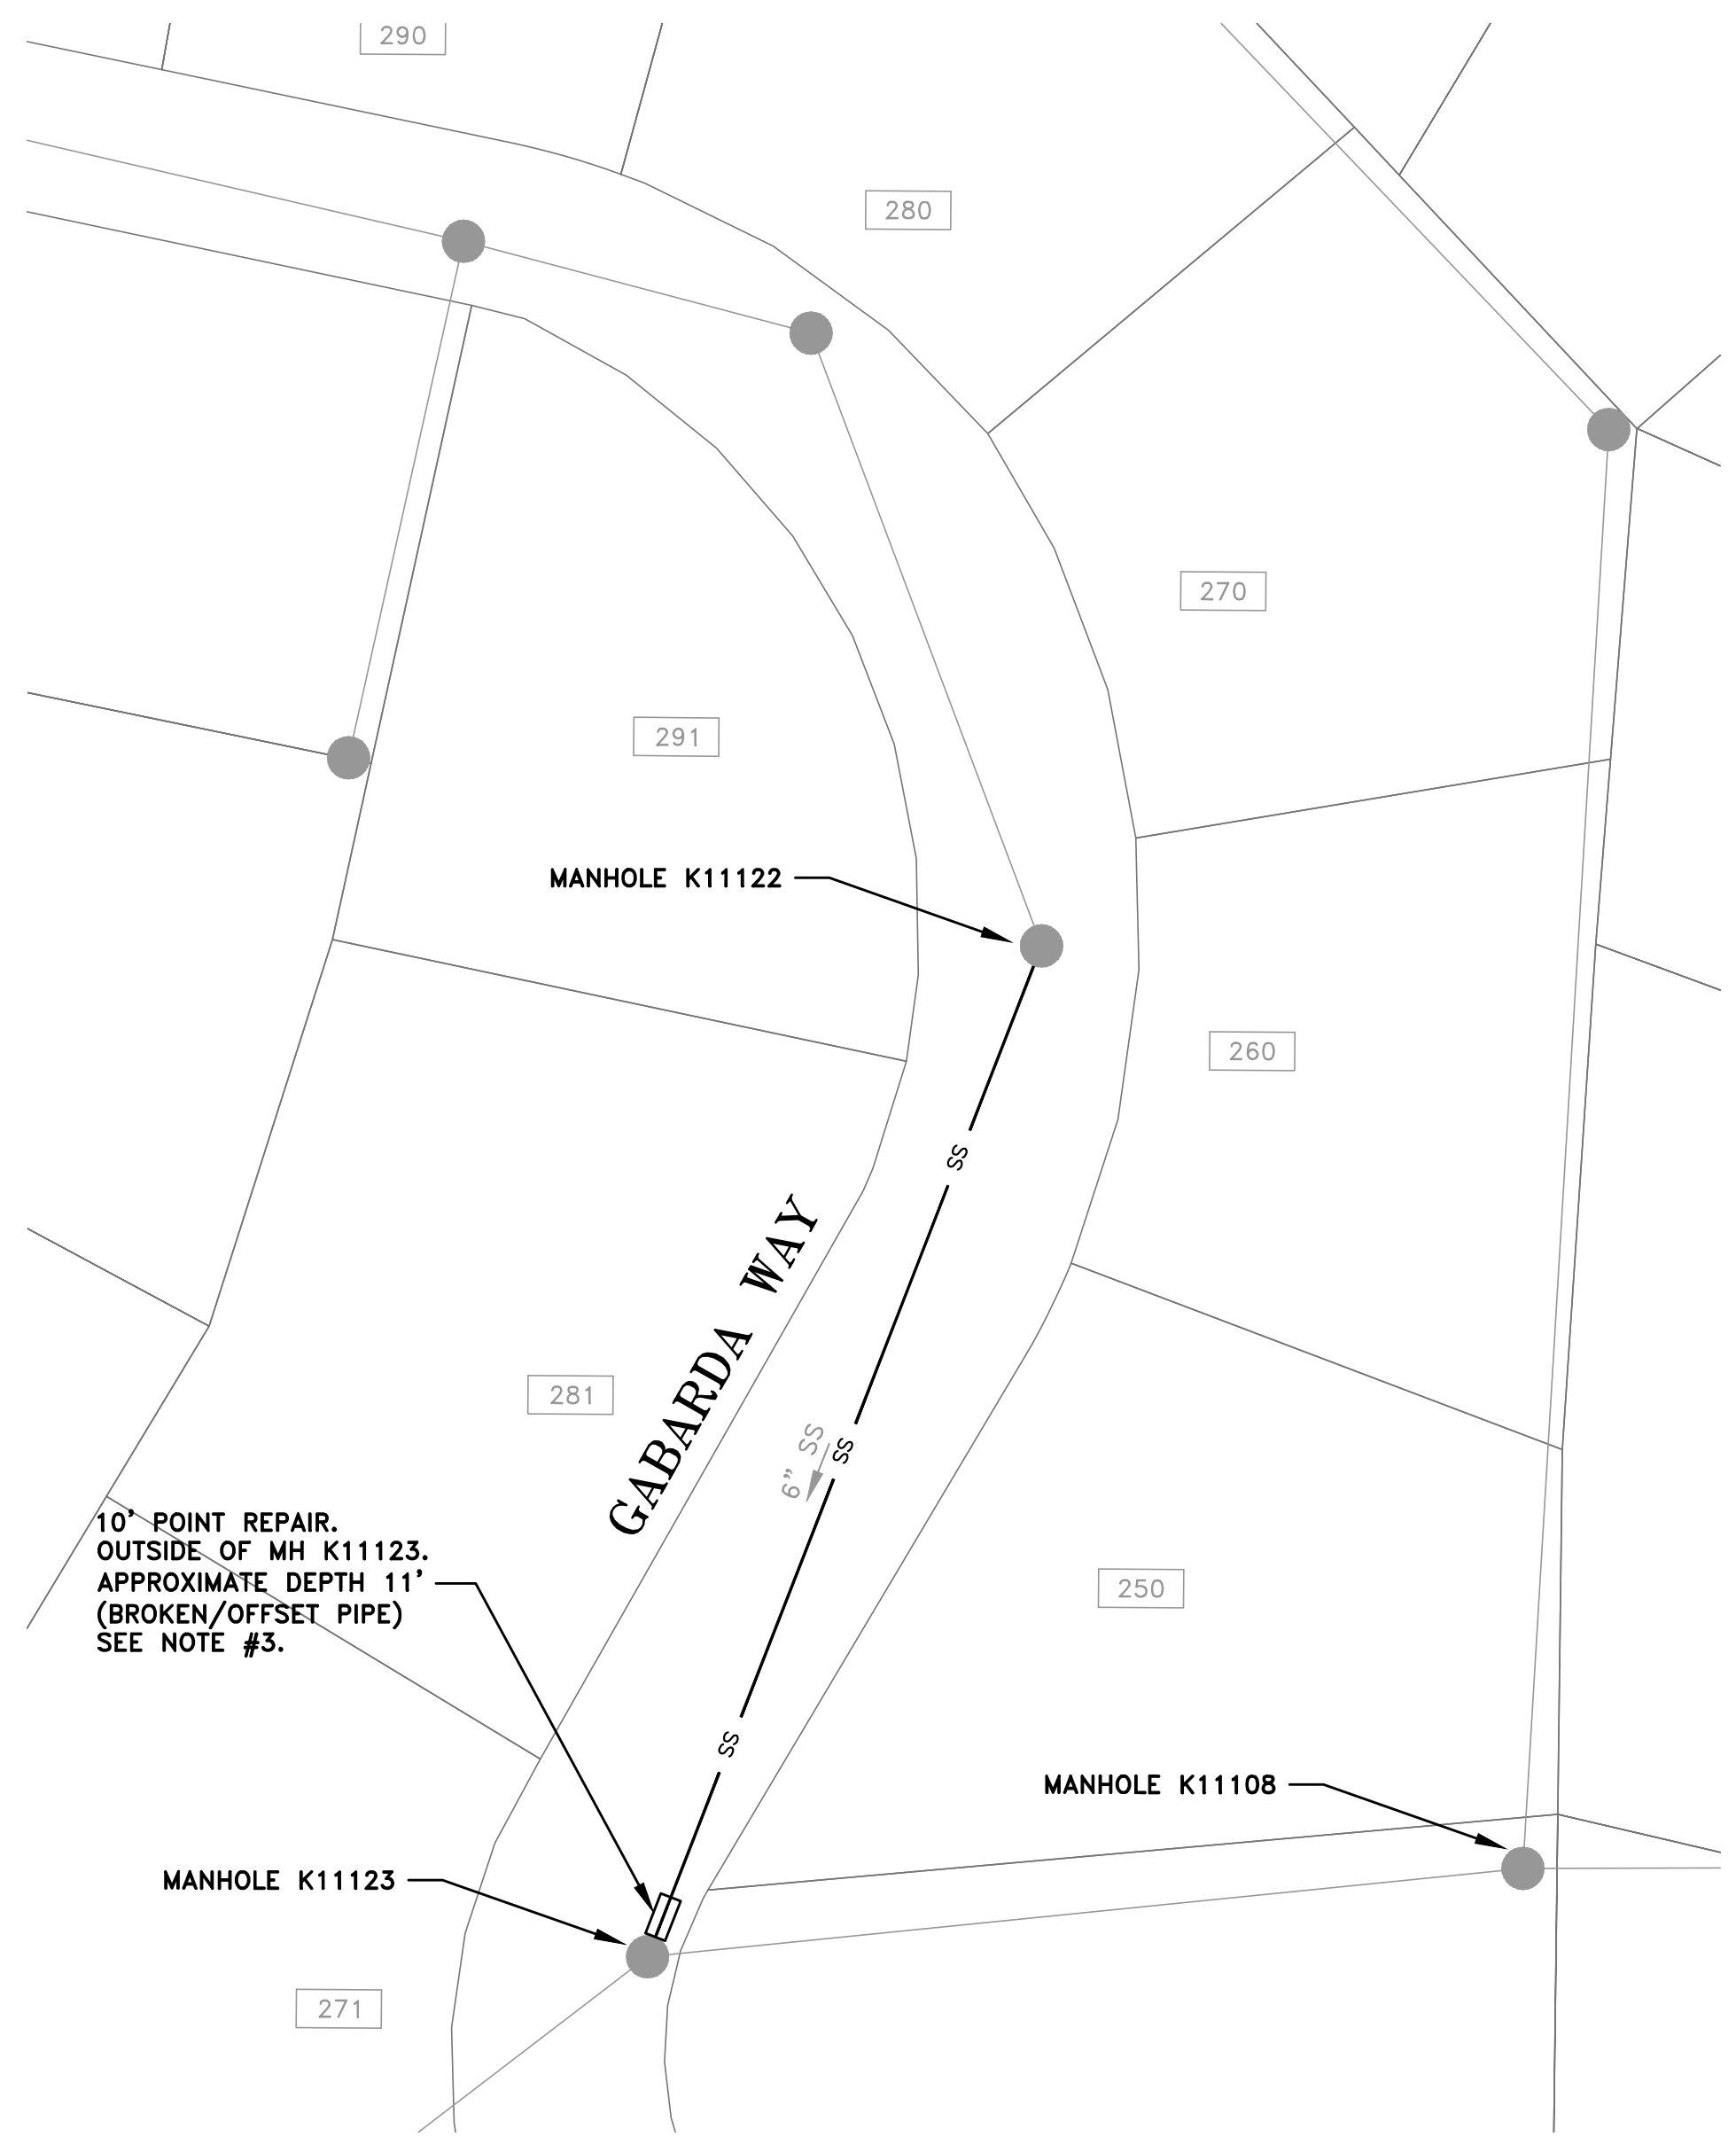 290
280
270
291
MANHOLE K11122
260
SS
GABARDA WAY
281
6" SS
SS
10' POINT REPAIR.
OUTSIDE OF MH K11123.
APPROXIMATE DEPTH 11'
(BROKEN/OFFSET PIPE)
SEE NOTE #3.
250
SS
MANHOLE K11108
MANHOLE K11123
271